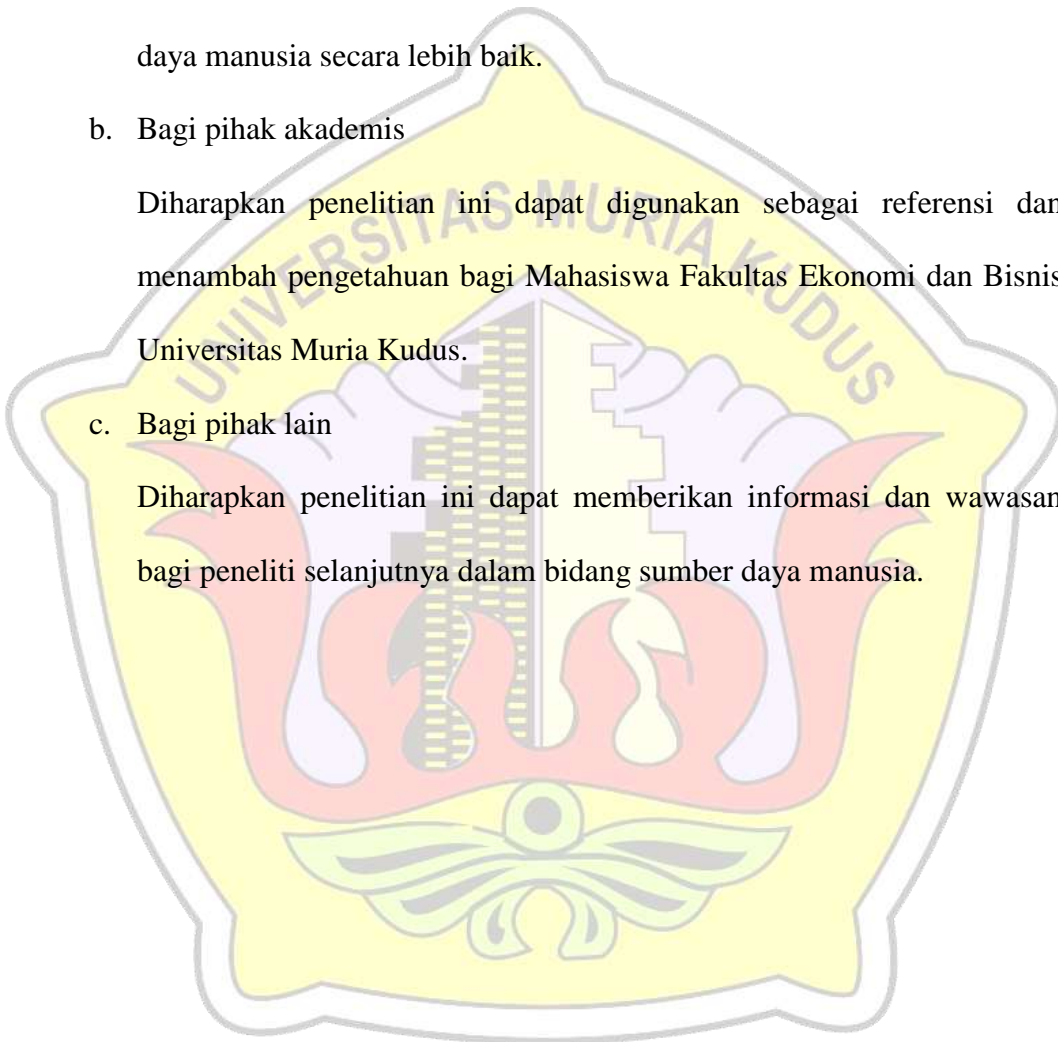 daya manusia secara lebih baik.
b. Bagi pihak akademis
Diharapkan penelitian ini dapat digunakan sebagai referensi dan
menambah pengetahuan bagi Mahasiswa Fakultas Ekonomi dan Bisnis
Universitas Muria Kudus.
c. Bagi pihak lain
Diharapkan penelitian ini dapat memberikan informasi dan wawasan
bagi peneliti selanjutnya dalam bidang sumber daya manusia.
UNIVERSITAS MURIA KUDUS